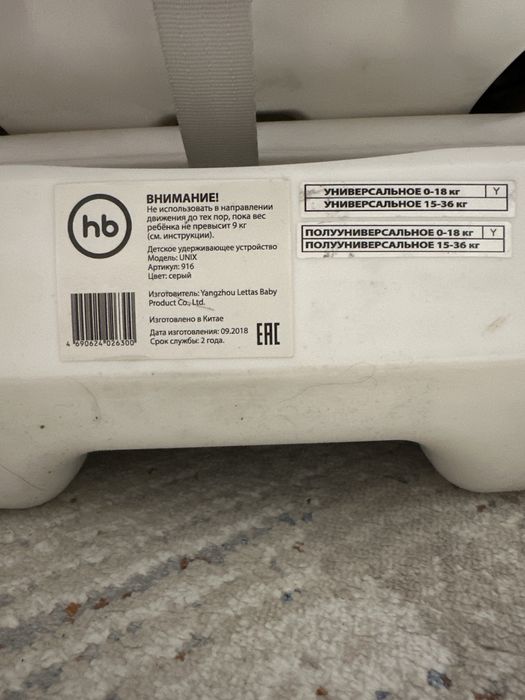 hb
ВНИМАНИЕ!
Не использовать в направлении
движения до тех пор, пока вес
ребёнка не превысит 9 кг
(см. инструкции).
Детское удерживающее устройство
Модель: UNIX
Артикул: 916
Цвет: серый
Изготовитель: Yangzhou Lettas Baby
Product Co., Ltd.
Изготовлено в Китае
Дата изготовления: 09.2018
Срок службы: 2 года.
4 690624 026300
EAC
УНИВЕРСАЛЬНОЕ 0-18 кг Y
УНИВЕРСАЛЬНОЕ 15-36 кг
ПОЛУУНИВЕРСАЛЬНОЕ 0-18 кг Y
ПОЛУУНИВЕРСАЛЬНОЕ 15-36 кг